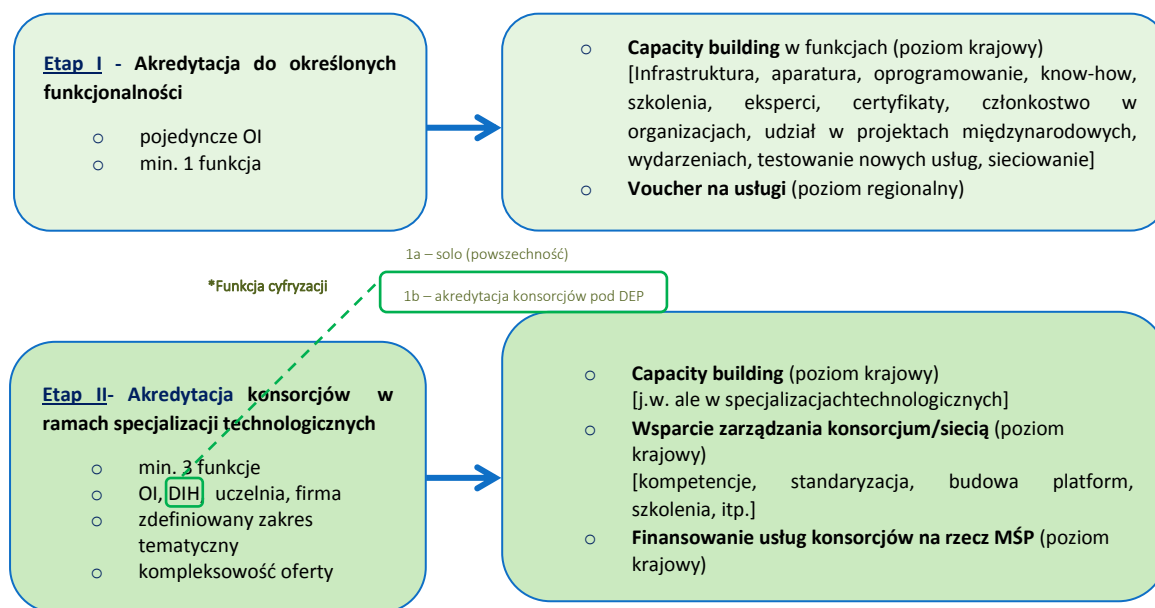 Etap I - Akredytacja do określonych
funkcjonalności
o pojedyncze OI
o min. 1 funkcja
o Capacity building w funkcjach (poziom krajowy)
[Infrastruktura, aparatura, oprogramowanie, know-how,
szkolenia, eksperci, certyfikaty, członkostwo w
organizacjach, udział w projektach międzynarodowych,
wydarzeniach, testowanie nowych usług, sieciowanie]
o Voucher na usługi (poziom regionalny)
1a – solo (powszechność)
*Funkcja cyfryzacji
1b – akredytacja konsorcjów pod DEP
Etap II- Akredytacja konsorcjów w
ramach specjalizacji technologicznych
o min. 3 funkcje
o OI, DIH, uczelnia, firma
o zdefiniowany zakres
tematyczny
o kompleksowość oferty
o Capacity building (poziom krajowy)
[j.w. ale w specjalizacjachtechnologicznych]
o Wsparcie zarządzania konsorcjum/siecią (poziom
krajowy)
[kompetencje, standaryzacja, budowa platform,
szkolenia, itp.]
o Finansowanie usług konsorcjów na rzecz MŚP (poziom
krajowy)